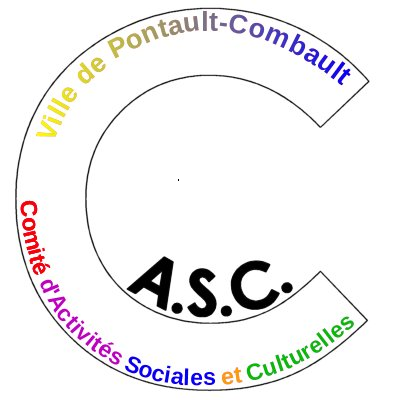 Ville de Pontault-Combault
A.S.C.
Comité d'Activités Sociales et Culturelles